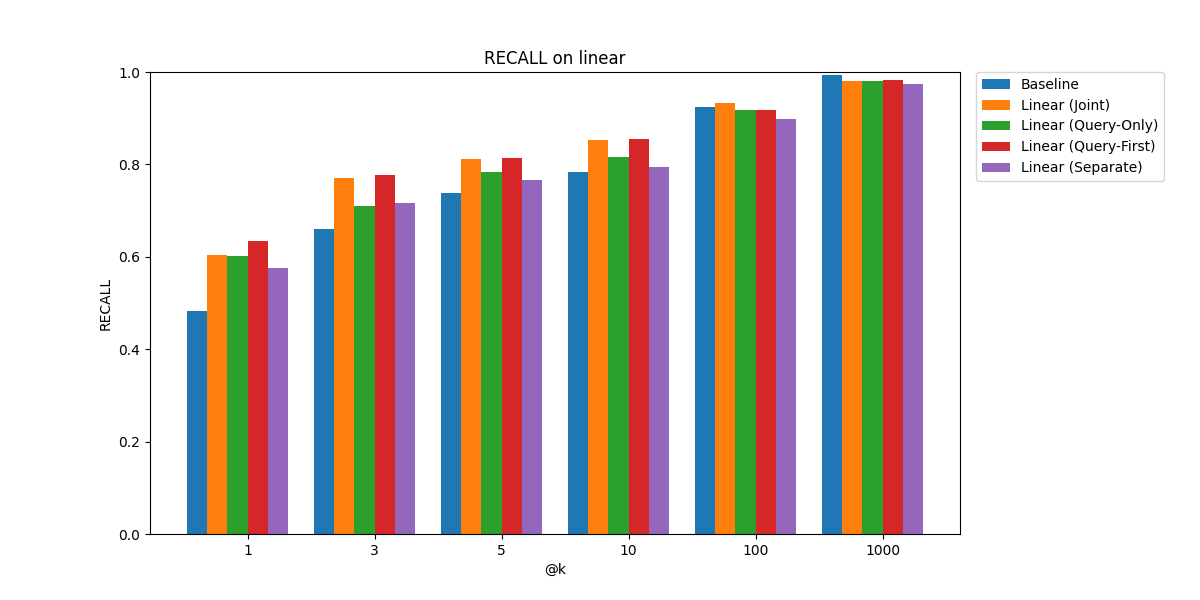 RECALL on linear
1.0
0.8
0.6
0.4
0.2
0.0
RECALL
1 3 5 10 100 1000
@k
Baseline
Linear (Joint)
Linear (Query-Only)
Linear (Query-First)
Linear (Separate)